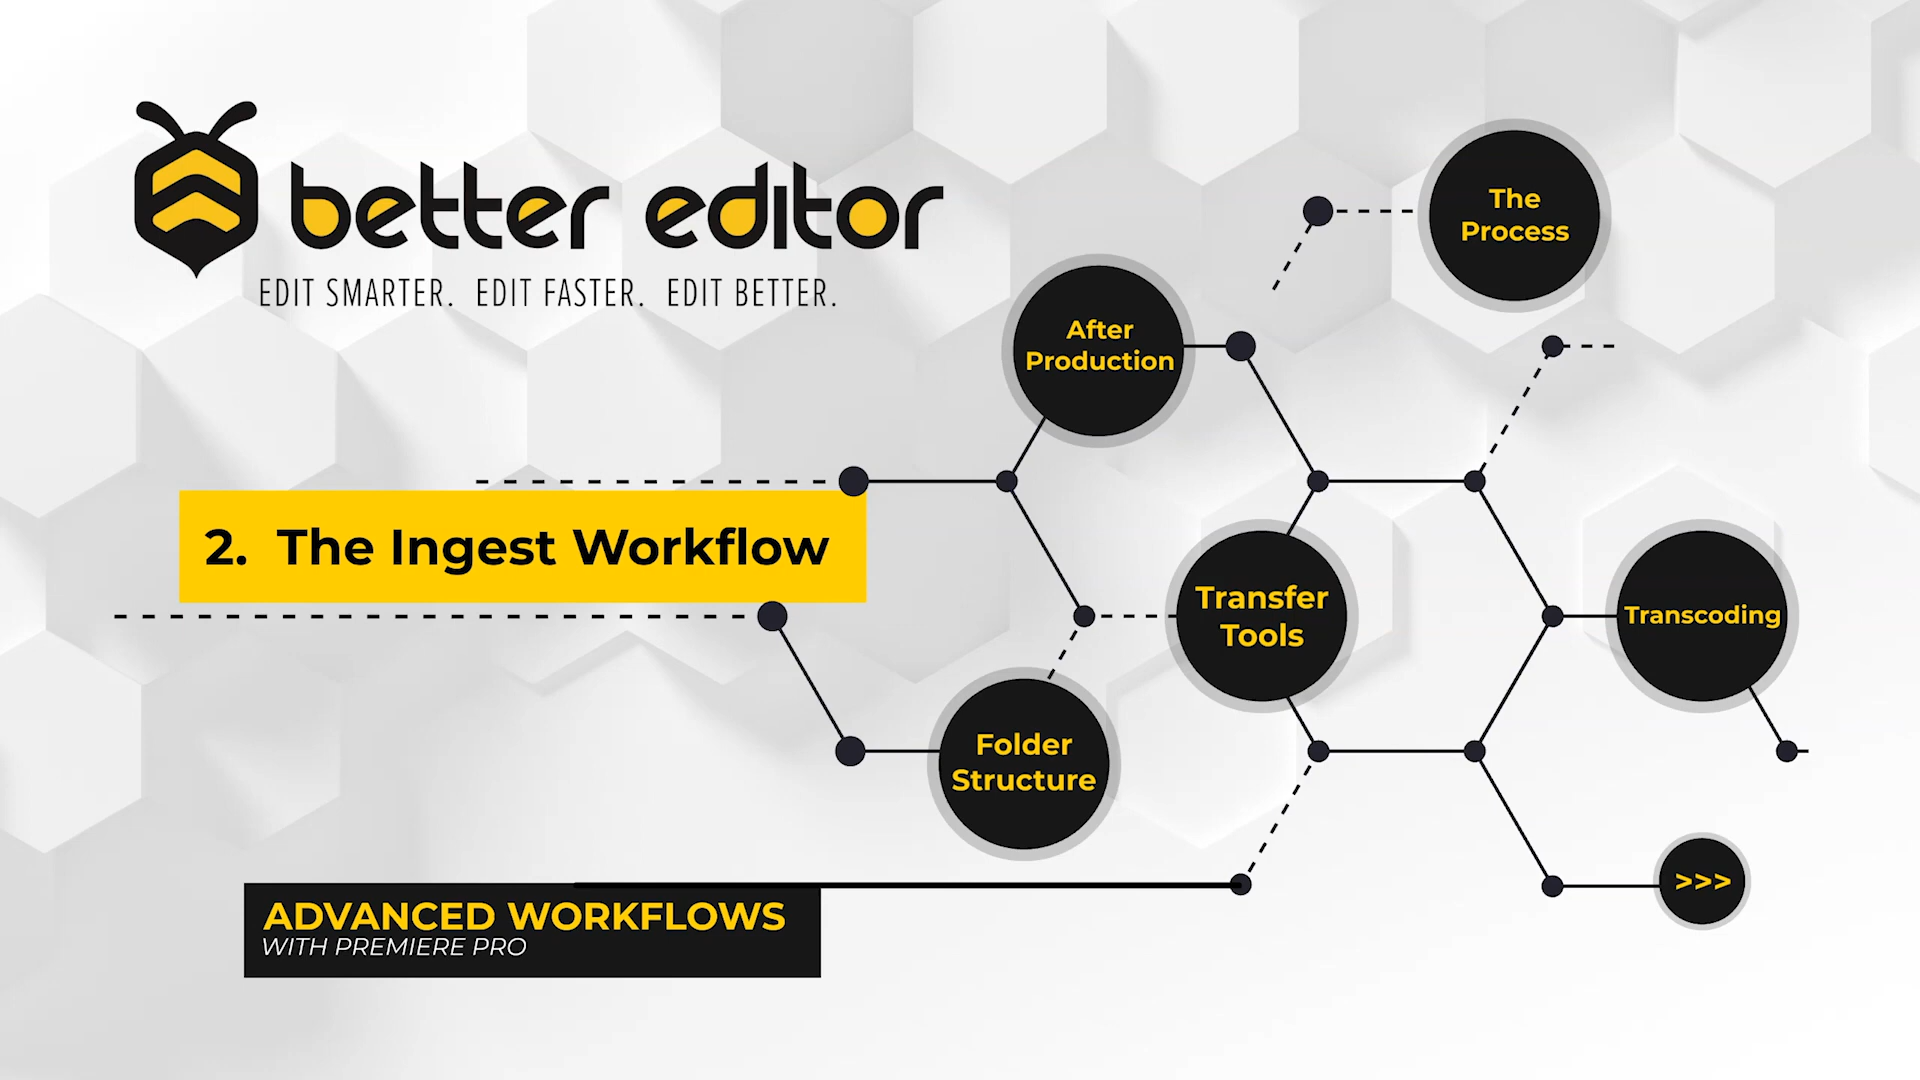 better editor
EDIT SMARTER. EDIT FASTER. EDIT BETTER.
The
Process
After
Production
2. The Ingest Workflow
Transfer
Tools
Transcoding
Folder
Structure
>>>
ADVANCED WORKFLOWS
WITH PREMIERE PRO